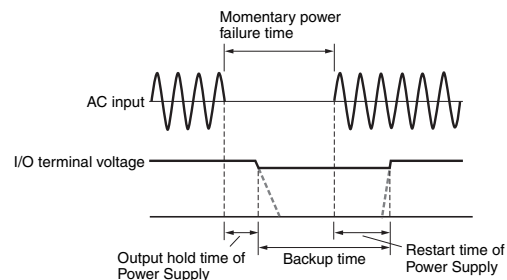 Momentary power
failure time
AC input
I/O terminal voltage
Output hold time of
Power Supply
Backup time
Restart time of
Power Supply